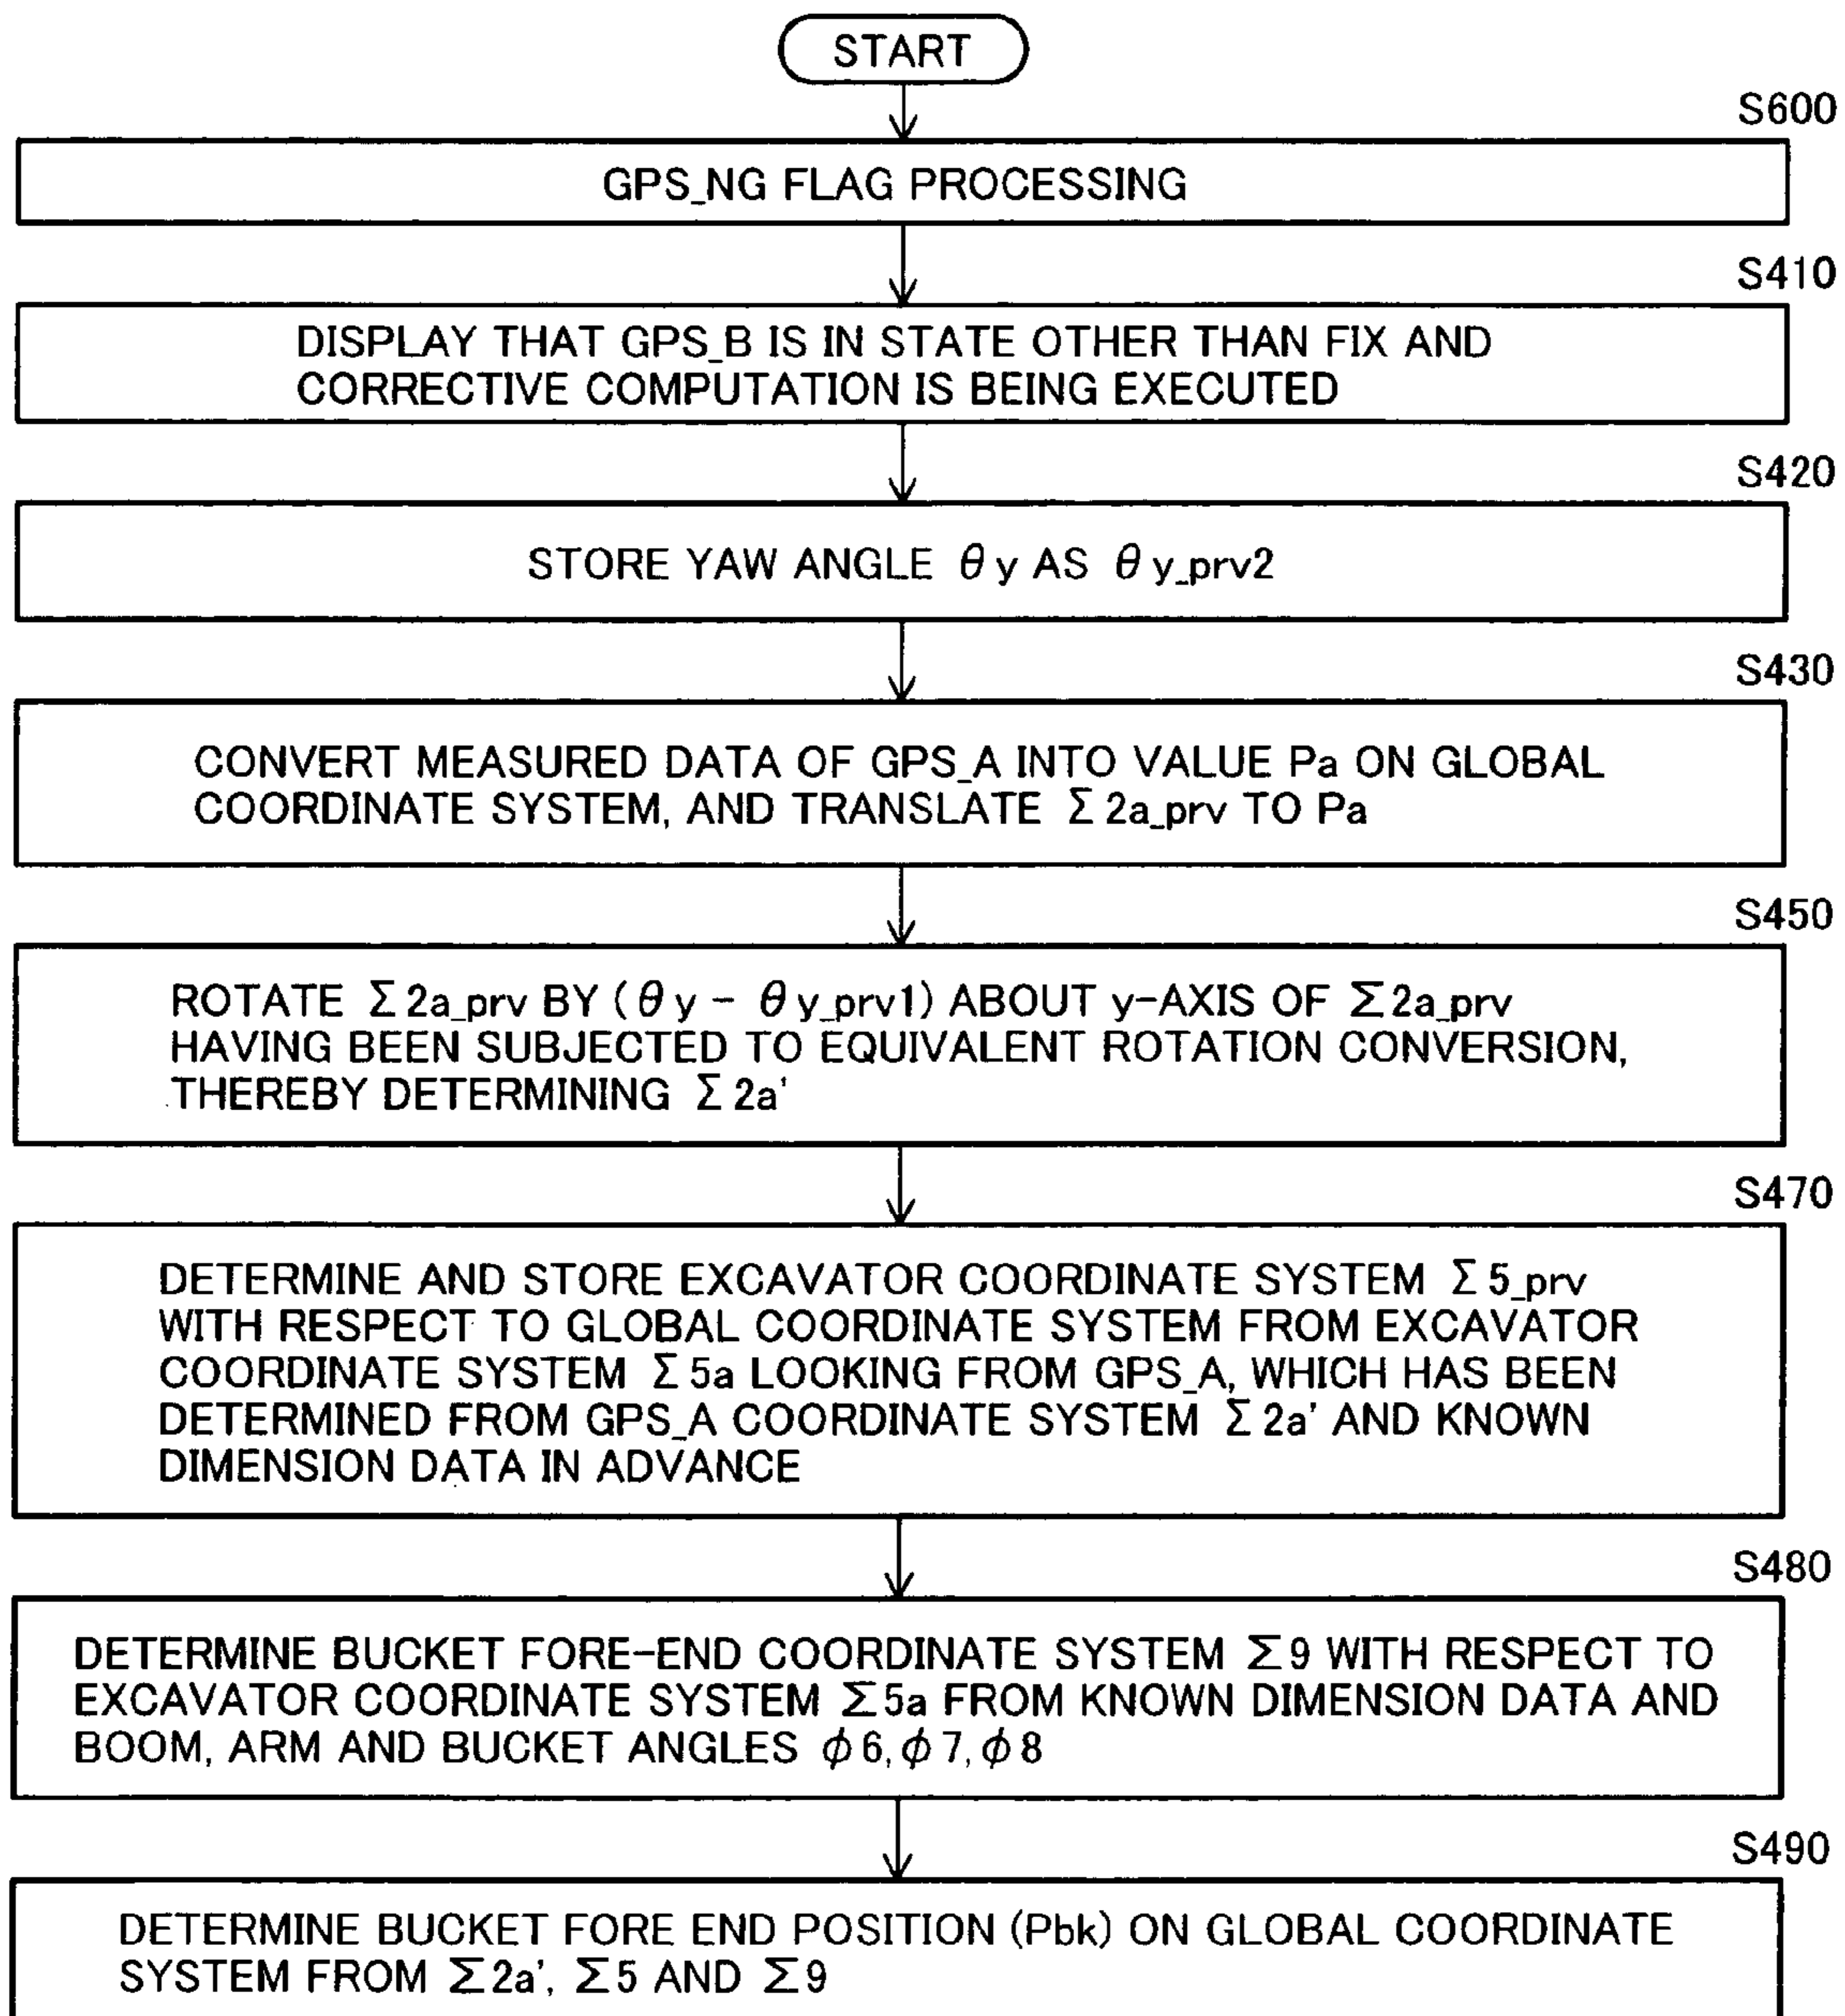 START
S600
GPS_NG FLAG PROCESSING
S410
DISPLAY THAT GPS_B IS IN STATE OTHER THAN FIX AND
CORRECTIVE COMPUTATION IS BEING EXECUTED
S420
STORE YAW ANGLE θy AS θy_prv2
S430
CONVERT MEASURED DATA OF GPS_A INTO VALUE Pa ON GLOBAL
COORDINATE SYSTEM, AND TRANSLATE Σ2a_prv TO Pa
S450
ROTATE Σ2a_prv BY (θy - θy_prv1) ABOUT y-AXIS OF Σ2a_prv
HAVING BEEN SUBJECTED TO EQUIVALENT ROTATION CONVERSION,
THEREBY DETERMINING Σ2a'
S470
DETERMINE AND STORE EXCAVATOR COORDINATE SYSTEM Σ5_prv
WITH RESPECT TO GLOBAL COORDINATE SYSTEM FROM EXCAVATOR
COORDINATE SYSTEM Σ5a LOOKING FROM GPS_A, WHICH HAS BEEN
DETERMINED FROM GPS_A COORDINATE SYSTEM Σ2a' AND KNOWN
DIMENSION DATA IN ADVANCE
S480
DETERMINE BUCKET FORE-END COORDINATE SYSTEM Σ9 WITH RESPECT TO
EXCAVATOR COORDINATE SYSTEM Σ5a FROM KNOWN DIMENSION DATA AND
BOOM, ARM AND BUCKET ANGLES φ6, φ7, φ8
S490
DETERMINE BUCKET FORE END POSITION (Pbk) ON GLOBAL COORDINATE
SYSTEM FROM Σ2a', Σ5 AND Σ9